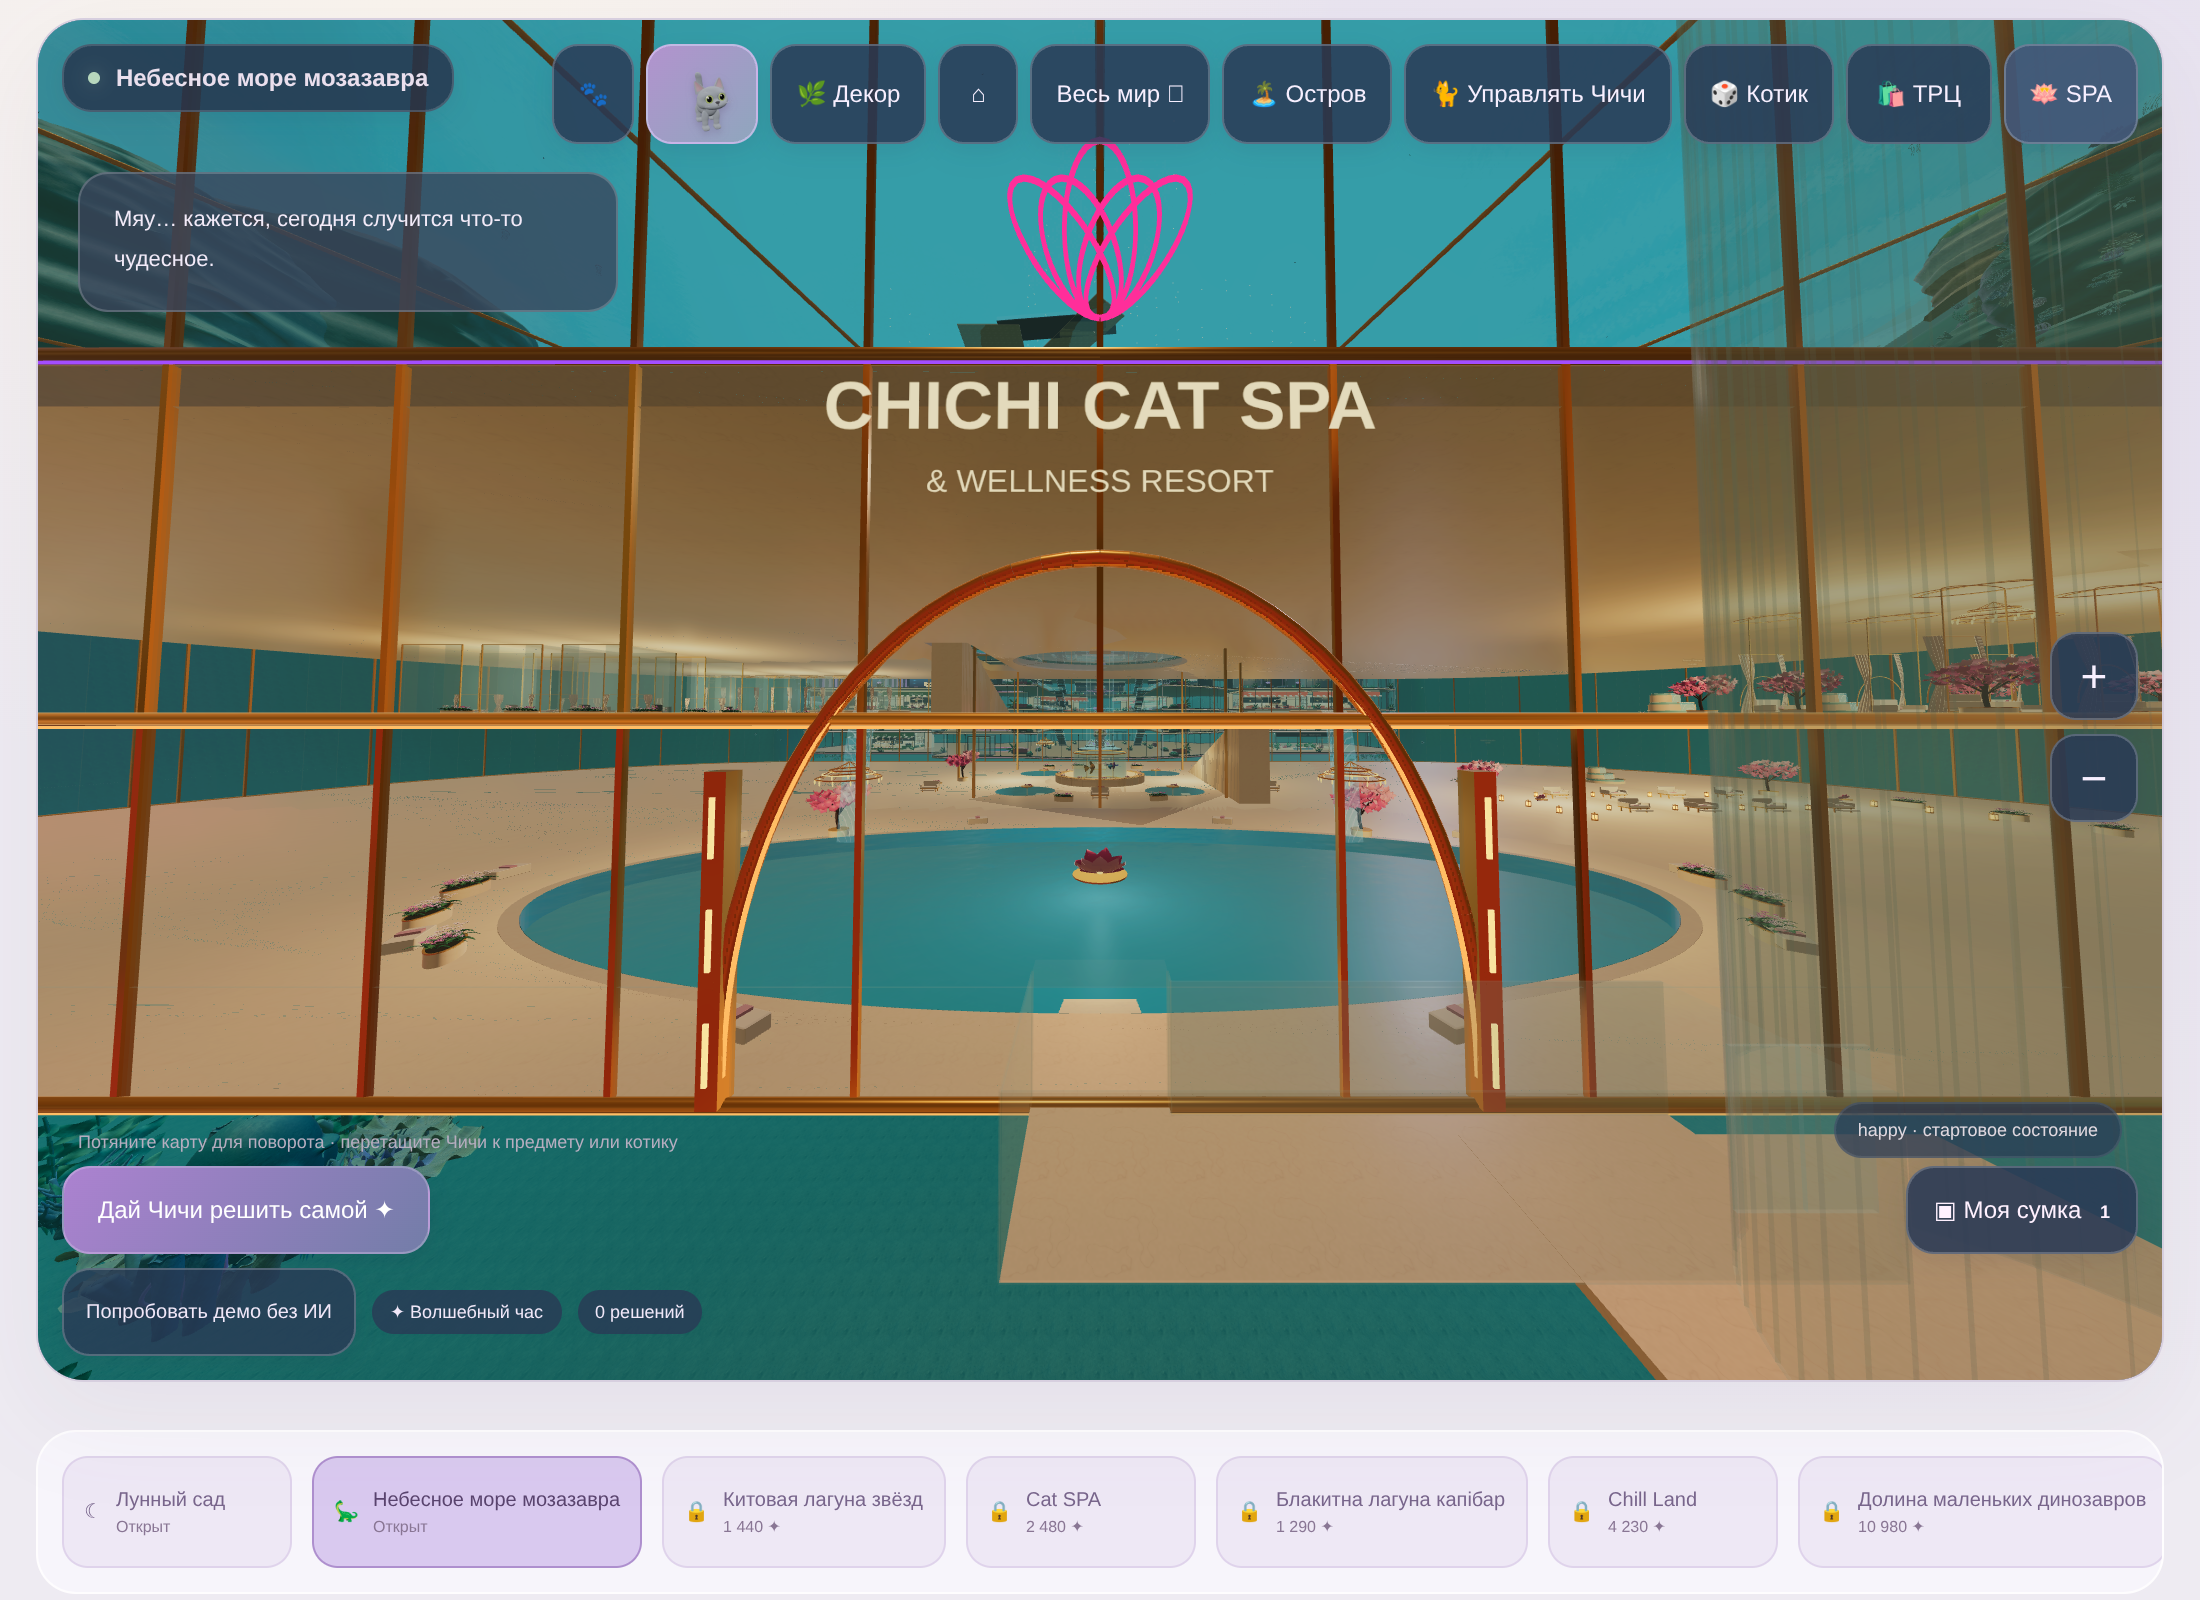 Небесное море мозазавра
🌿 Декор
⌂
Весь мир
🏝️ Остров
🐈 Управлять Чичи
🎲 Котик
🛍️ ТРЦ
🪷 SPA
Мяу… кажется, сегодня случится что-то
чудесное.
CHICHI CAT SPA
& WELLNESS RESORT
+
−
Потяните карту для поворота · перетащите Чичи к предмету или котику
happy · стартовое состояние
Дай Чичи решить самой ✦
▣ Моя сумка 1
Попробовать демо без ИИ
✦ Волшебный час
0 решений
Лунный сад
Открыт
Небесное море мозазавра
Открыт
Китовая лагуна звёзд
1 440 ✦
Cat SPA
2 480 ✦
Блакитна лагуна капібар
1 290 ✦
Chill Land
4 230 ✦
Долина маленьких динозавров
10 980 ✦